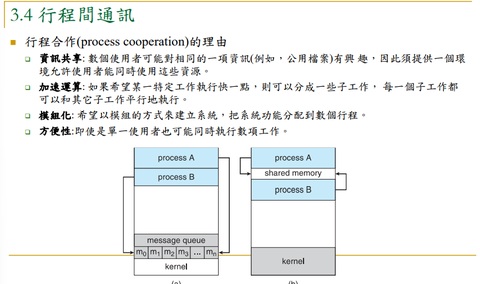 3.4 行程間通訊
行程合作(process cooperation)的理由
資訊共享: 數個使用者可能對相同的一項資訊(例如，公用檔案)有興 趣，因此須提供一個環
境允許使用者能同時使用這些資源。
加速運算: 如果希望某一特定工作執行快一點，則可以分成一些子工作， 每一個子工作都
可以和其它子工作平行地執行。
模組化: 希望以模組的方式來建立系統，把系統功能分配到數個行程。
方便性:即使是單一使用者也可能同時執行數項工作。
process A
process B
message queue
m0 m1 m2 m3 ... mn
kernel
(a)
process A
shared memory
process B
kernel
(b)